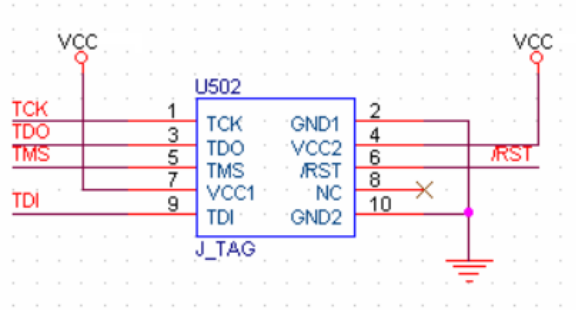 VCC
VCC
U502
TCK 1 TCK GND1 2
TDO 3 TDO VCC2 4
TMS 5 TMS /RST 6 /RST
7 VCC1 NC 8
TDI 9 TDI GND2 10
J_TAG